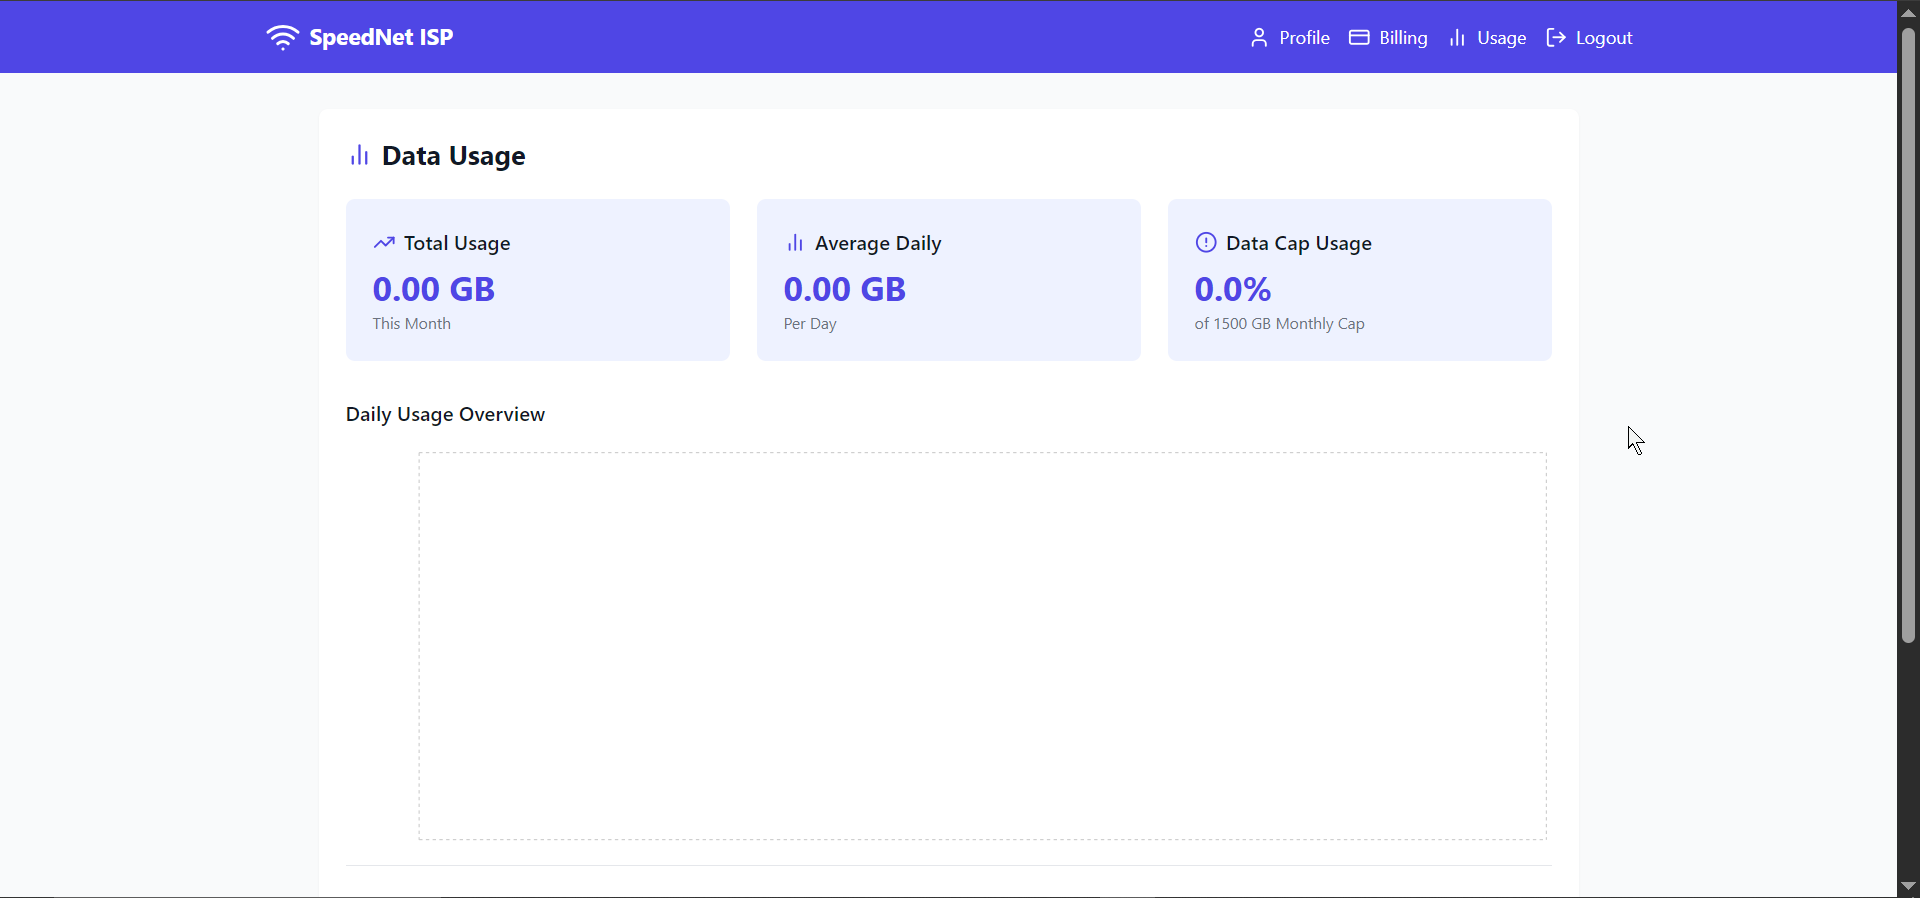 SpeedNet ISP
Profile Billing Usage Logout
Data Usage
Total Usage
0.00 GB
This Month
Average Daily
0.00 GB
Per Day
Data Cap Usage
0.0%
of 1500 GB Monthly Cap
Daily Usage Overview